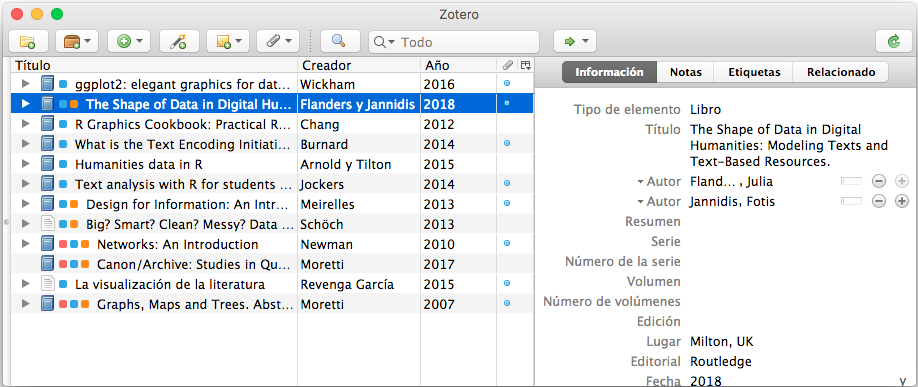 Zotero
Todo
Título Creador Año
ggplot2: elegant graphics for dat... Wickham 2016
The Shape of Data in Digital Hu... Flanders y Jannidis 2018
R Graphics Cookbook: Practical R... Chang 2012
What is the Text Encoding Initiati... Burnard 2014
Humanities data in R Arnold y Tilton 2015
Text analysis with R for students ... Jockers 2014
Design for Information: An Intr... Meirelles 2013
Big? Smart? Clean? Messy? Data ... Schöch 2013
Networks: An Introduction Newman 2010
Canon/Archive: Studies in Qu... Moretti 2017
La visualización de la literatura Revenga García 2015
Graphs, Maps and Trees. Abst... Moretti 2007
Información Notas Etiquetas Relacionado
Tipo de elemento Libro
Título The Shape of Data in Digital
Humanities: Modeling Texts and
Text-Based Resources.
Autor Fland... , Julia
Autor Jannidis, Fotis
Resumen
Serie
Número de la serie
Volumen
Número de volúmenes
Edición
Lugar Milton, UK
Editorial Routledge
Fecha 2018 y